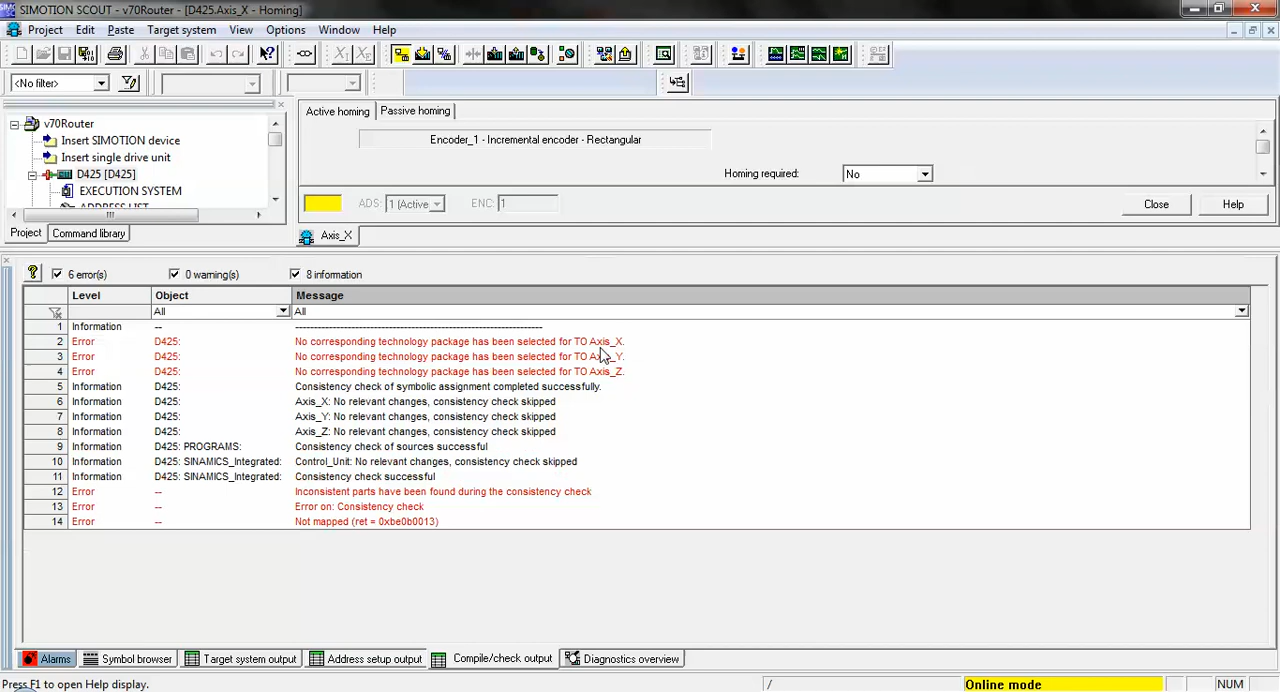 SIMOTION SCOUT - v70Router - [D425.Axis_X - Homing]
Project Edit Paste Target system View Options Window Help
<No filter>
Active homing Passive homing
v70Router
Encoder_1 - Incremental encoder - Rectangular
Insert SIMOTION device
Insert single drive unit
D425 [D425]
Homing required: No
EXECUTION SYSTEM
ADDRESS LIST
ADS: 1 (Active ENC: 1 Close Help
Project Command library
Axis_X
6 error(s) 0 warning(s) 8 information
Level Object Message
All All
1 Information -- --------------------------------------------------------------------
2 Error D425: No corresponding technology package has been selected for TO Axis_X.
3 Error D425: No corresponding technology package has been selected for TO Axis_Y.
4 Error D425: No corresponding technology package has been selected for TO Axis_Z.
5 Information D425: Consistency check of symbolic assignment completed successfully.
6 Information D425: Axis_X: No relevant changes, consistency check skipped
7 Information D425: Axis_Y: No relevant changes, consistency check skipped
8 Information D425: Axis_Z: No relevant changes, consistency check skipped
9 Information D425: PROGRAMS: Consistency check of sources successful
10 Information D425: SINAMICS_Integrated: Control_Unit: No relevant changes, consistency check skipped
11 Information D425: SINAMICS_Integrated: Consistency check successful
12 Error -- Inconsistent parts have been found during the consistency check
13 Error -- Error on: Consistency check
14 Error -- Not mapped (ret = 0xbe0b0013)
Alarms Symbol browser Target system output Address setup output Compile/check output Diagnostics overview
Press F1 to open Help display. / Online mode NUM